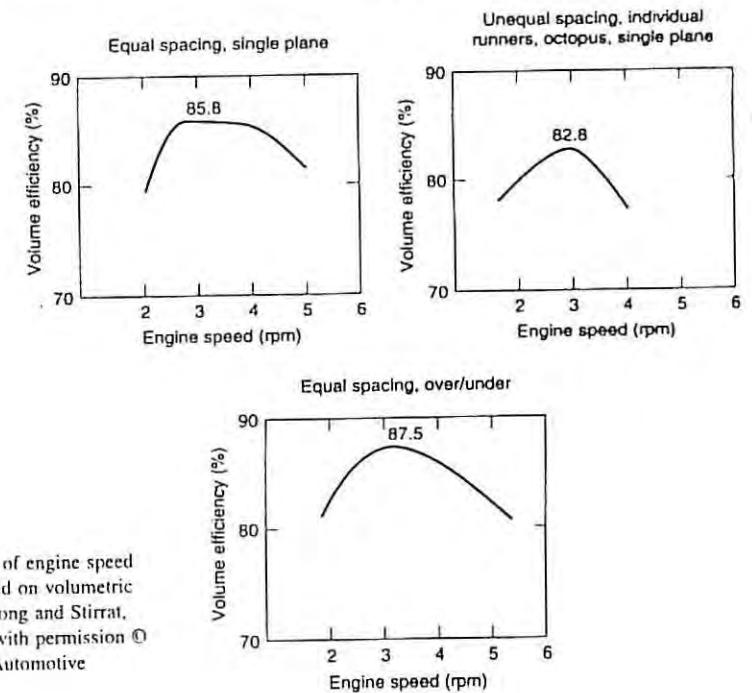 Equal spacing, single plane
90
85.8
80
70
Volume efficiency (%)
2 3 4 5 6
Engine speed (rpm)
Unequal spacing, individual
runners, octopus, single plane
90
82.8
80
70
Volume efficiency (%)
2 3 4 5 6
Engine speed (rpm)
Equal spacing, over/under
90
87.5
80
70
Volume efficiency (%)
2 3 4 5 6
Engine speed (rpm)
of engine speed
d on volumetric
ong and Stirrat,
with permission ©
Automotive